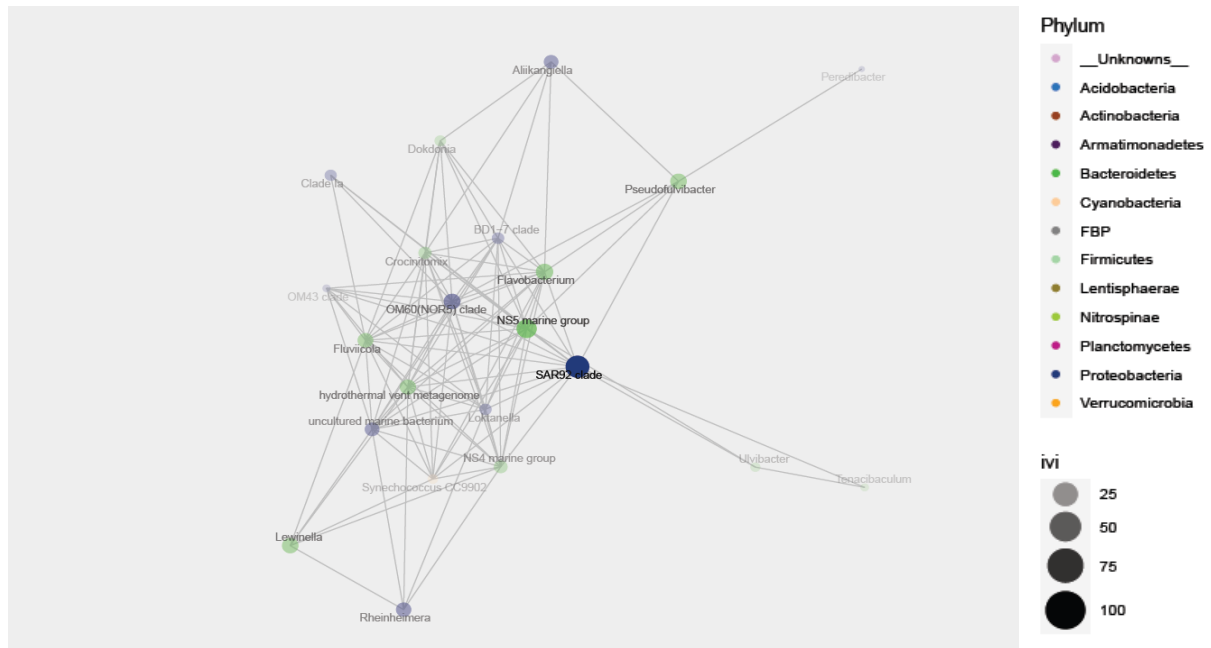 Phylum
__Unknowns__
Acidobacteria
Actinobacteria
Armatimonadetes
Bacteroidetes
Cyanobacteria
FBP
Firmicutes
Lentisphaerae
Nitrospinae
Planctomycetes
Proteobacteria
Verrucomicrobia
ivi
25
50
75
100
Aliikangiella
Peredibacter
Dokdonia
Clade Ia
Pseudofulvibacter
BD1-7 clade
Crocinitomix
Flavobacterium
OM43 clade
OM60(NOR5) clade
NS5 marine group
Fluviicola
SAR92 clade
hydrothermal vent metagenome
Loktanella
uncultured marine bacterium
NS4 marine group
Ulvibacter
Synechococcus CC9902
Tenacibaculum
Lewinella
Rheinheimera